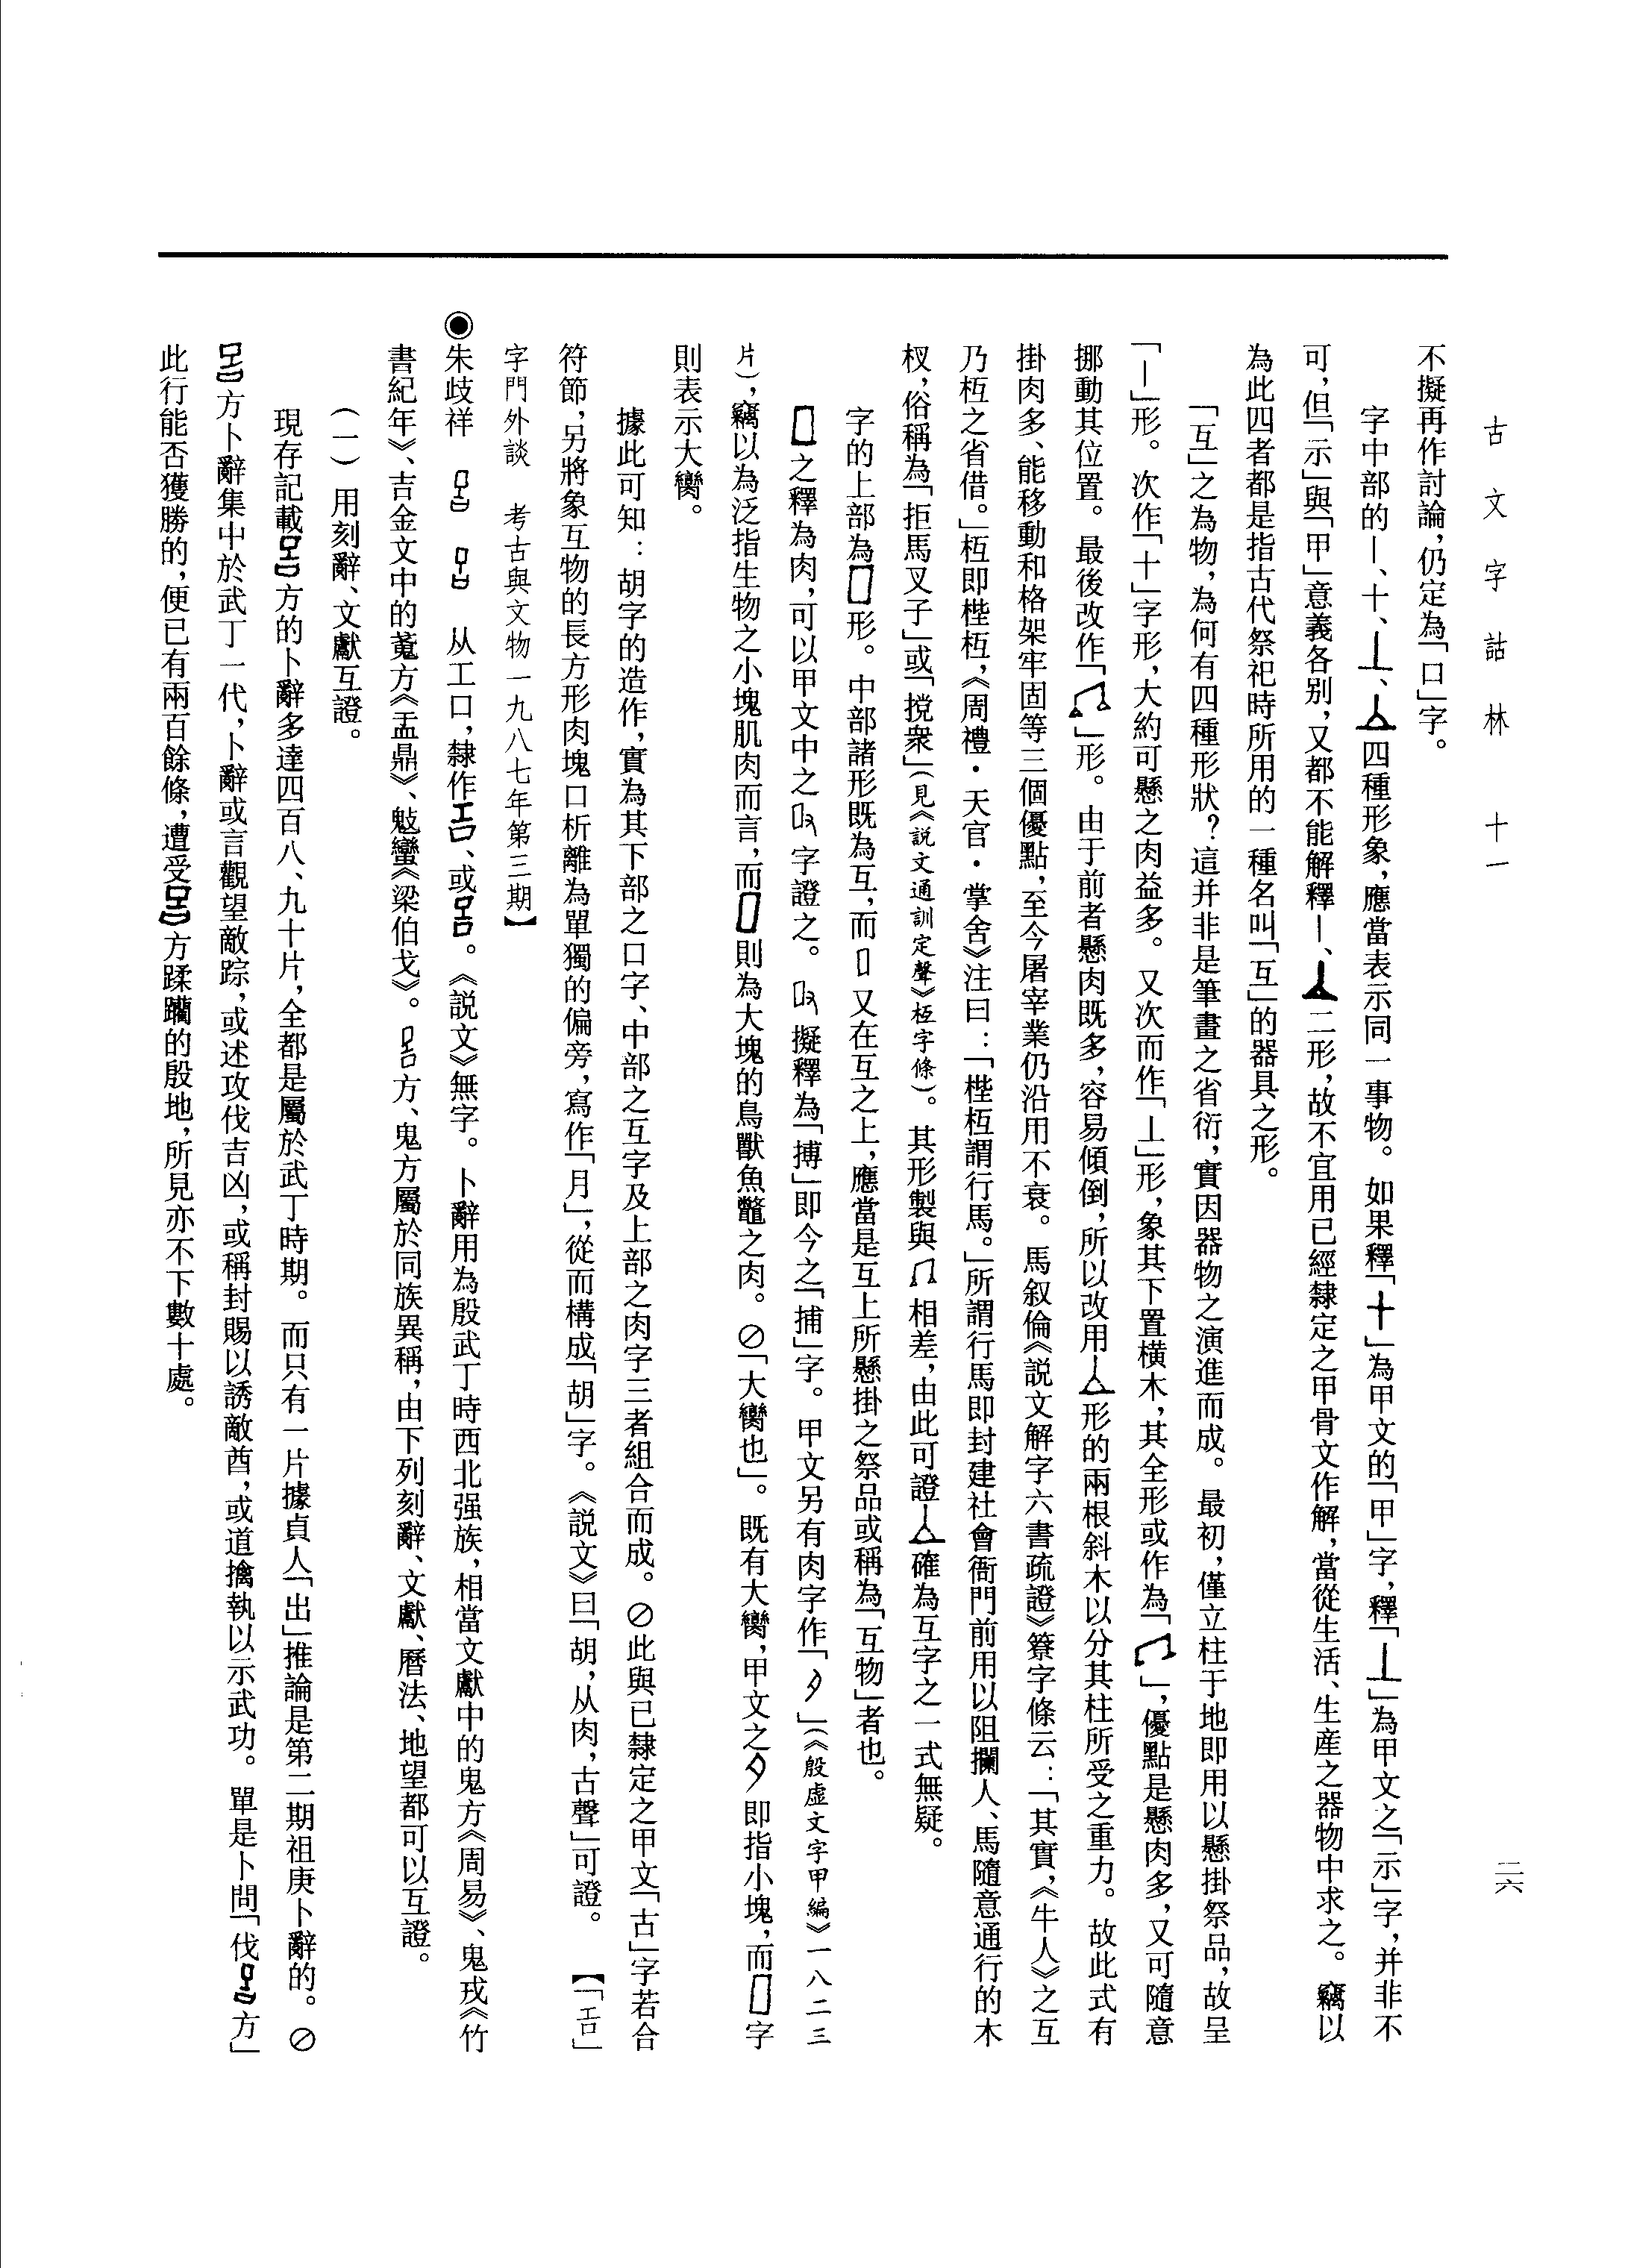 古文字詁林 十一
二六
不擬再作討論，仍定為「口」字。
字中部的丨、十、丄、四種形象，應當表示同一事物。如果釋「十」為甲文的「甲」字，釋「丄」為甲文之「示」字，并非不
可，但「示」與「甲」意義各别，又都不能解釋丨、二形，故不宜用已經隸定之甲骨文作解，當從生活、生産之器物中求之。竊以
為此四者都是指古代祭祀時所用的一種名叫「互」的器具之形。
「互」之為物，為何有四種形狀？這并非是筆畫之省衍，實因器物之演進而成。最初，僅立柱于地即用以懸掛祭品，故呈
「丨」形。次作「十」字形，大約可懸之肉益多。又次而作「丄」形，象其下置横木，其全形或作為「」，優點是懸肉多，又可隨意
挪動其位置。最後改作「」形。由于前者懸肉既多，容易傾倒，所以改用形的兩根斜木以分其柱所受之重力。故此式有
掛肉多、能移動和格架牢固等三個優點，至今屠宰業仍沿用不衰。馬叙倫《説文解字六書疏證》簝字條云：「其實，《牛人》之互
乃枑之省借。」枑即梐枑，《周禮·天官·掌舍》注曰：「梐枑謂行馬。」所謂行馬即封建社會衙門前用以阻攔人、馬隨意通行的木
杈，俗稱為「拒馬叉子」或「搅衆」（見《説文通訓定聲》枑字條）。其形製與相差，由此可證確為互字之一式無疑。
字的上部為形。中部諸形既為互，而又在互之上，應當是互上所懸掛之祭品或稱為「互物」者也。
之釋為肉，可以甲文中之字證之。擬釋為「搏」即今之「捕」字。甲文另有肉字作「」（《殷虚文字甲編》一八二三
片），竊以為泛指生物之小塊肌肉而言，而則為大塊的鳥獸魚鼈之肉。⊘「大臠也」。既有大臠，甲文之即指小塊，而字
則表示大臠。
據此可知：胡字的造作，實為其下部之口字、中部之互字及上部之肉字三者組合而成。⊘此與已隸定之甲文「古」字若合
符節，另將象互物的長方形肉塊口析離為單獨的偏旁，寫作「月」，從而構成「胡」字。《説文》曰「胡，从肉，古聲」可證。【「𢀛」
字門外談 考古與文物一九八七年第三期】
◉朱歧祥 从工口，隸作𢀛、或。《説文》無字。卜辭用為殷武丁時西北强族，相當文獻中的鬼方《周易》、鬼戎《竹
書紀年》、吉金文中的方《盂鼎》、蠻《梁伯戈》。方、鬼方屬於同族異稱，由下列刻辭、文獻、曆法、地望都可以互證。
（一）用刻辭、文獻互證。
現存記載方的卜辭多達四百八、九十片，全都是屬於武丁時期。而只有一片據貞人「出」推論是第二期祖庚卜辭的。⊘
方卜辭集中於武丁一代，卜辭或言觀望敵踪，或述攻伐吉凶，或稱封賜以誘敵酋，或道擒執以示武功。單是卜問「伐方」
此行能否獲勝的，便已有兩百餘條，遭受方蹂躪的殷地，所見亦不下數十處。